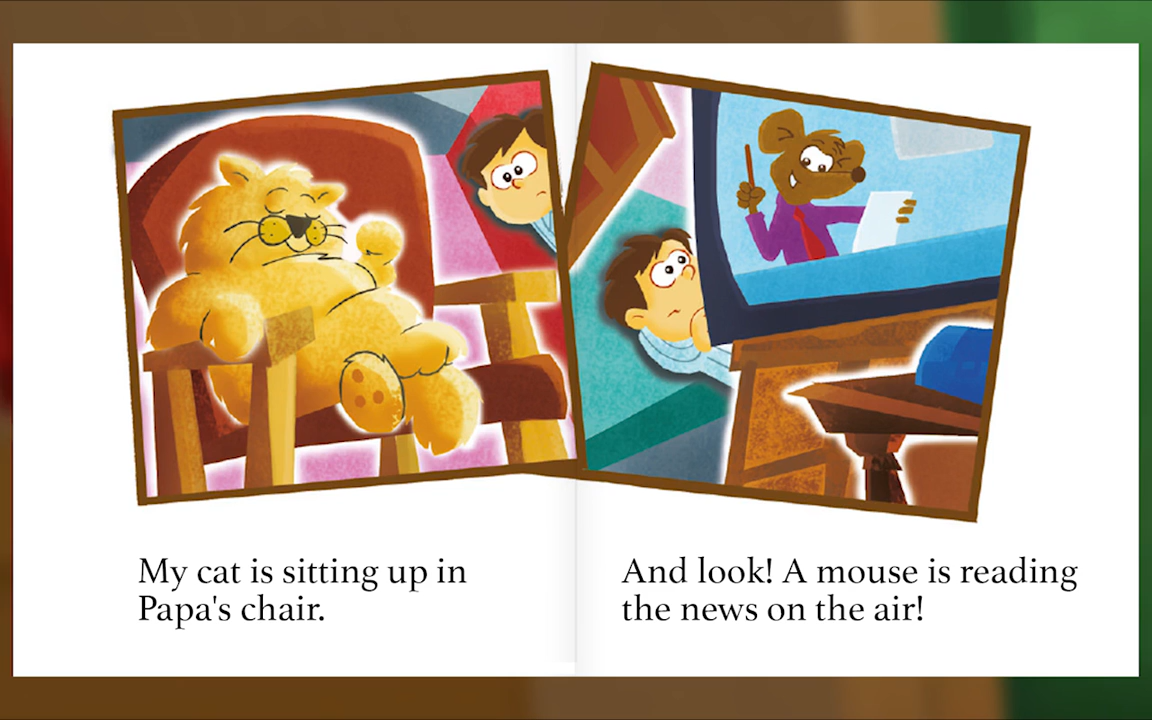 My cat is sitting up in
Papa's chair.
And look! A mouse is reading
the news on the air!